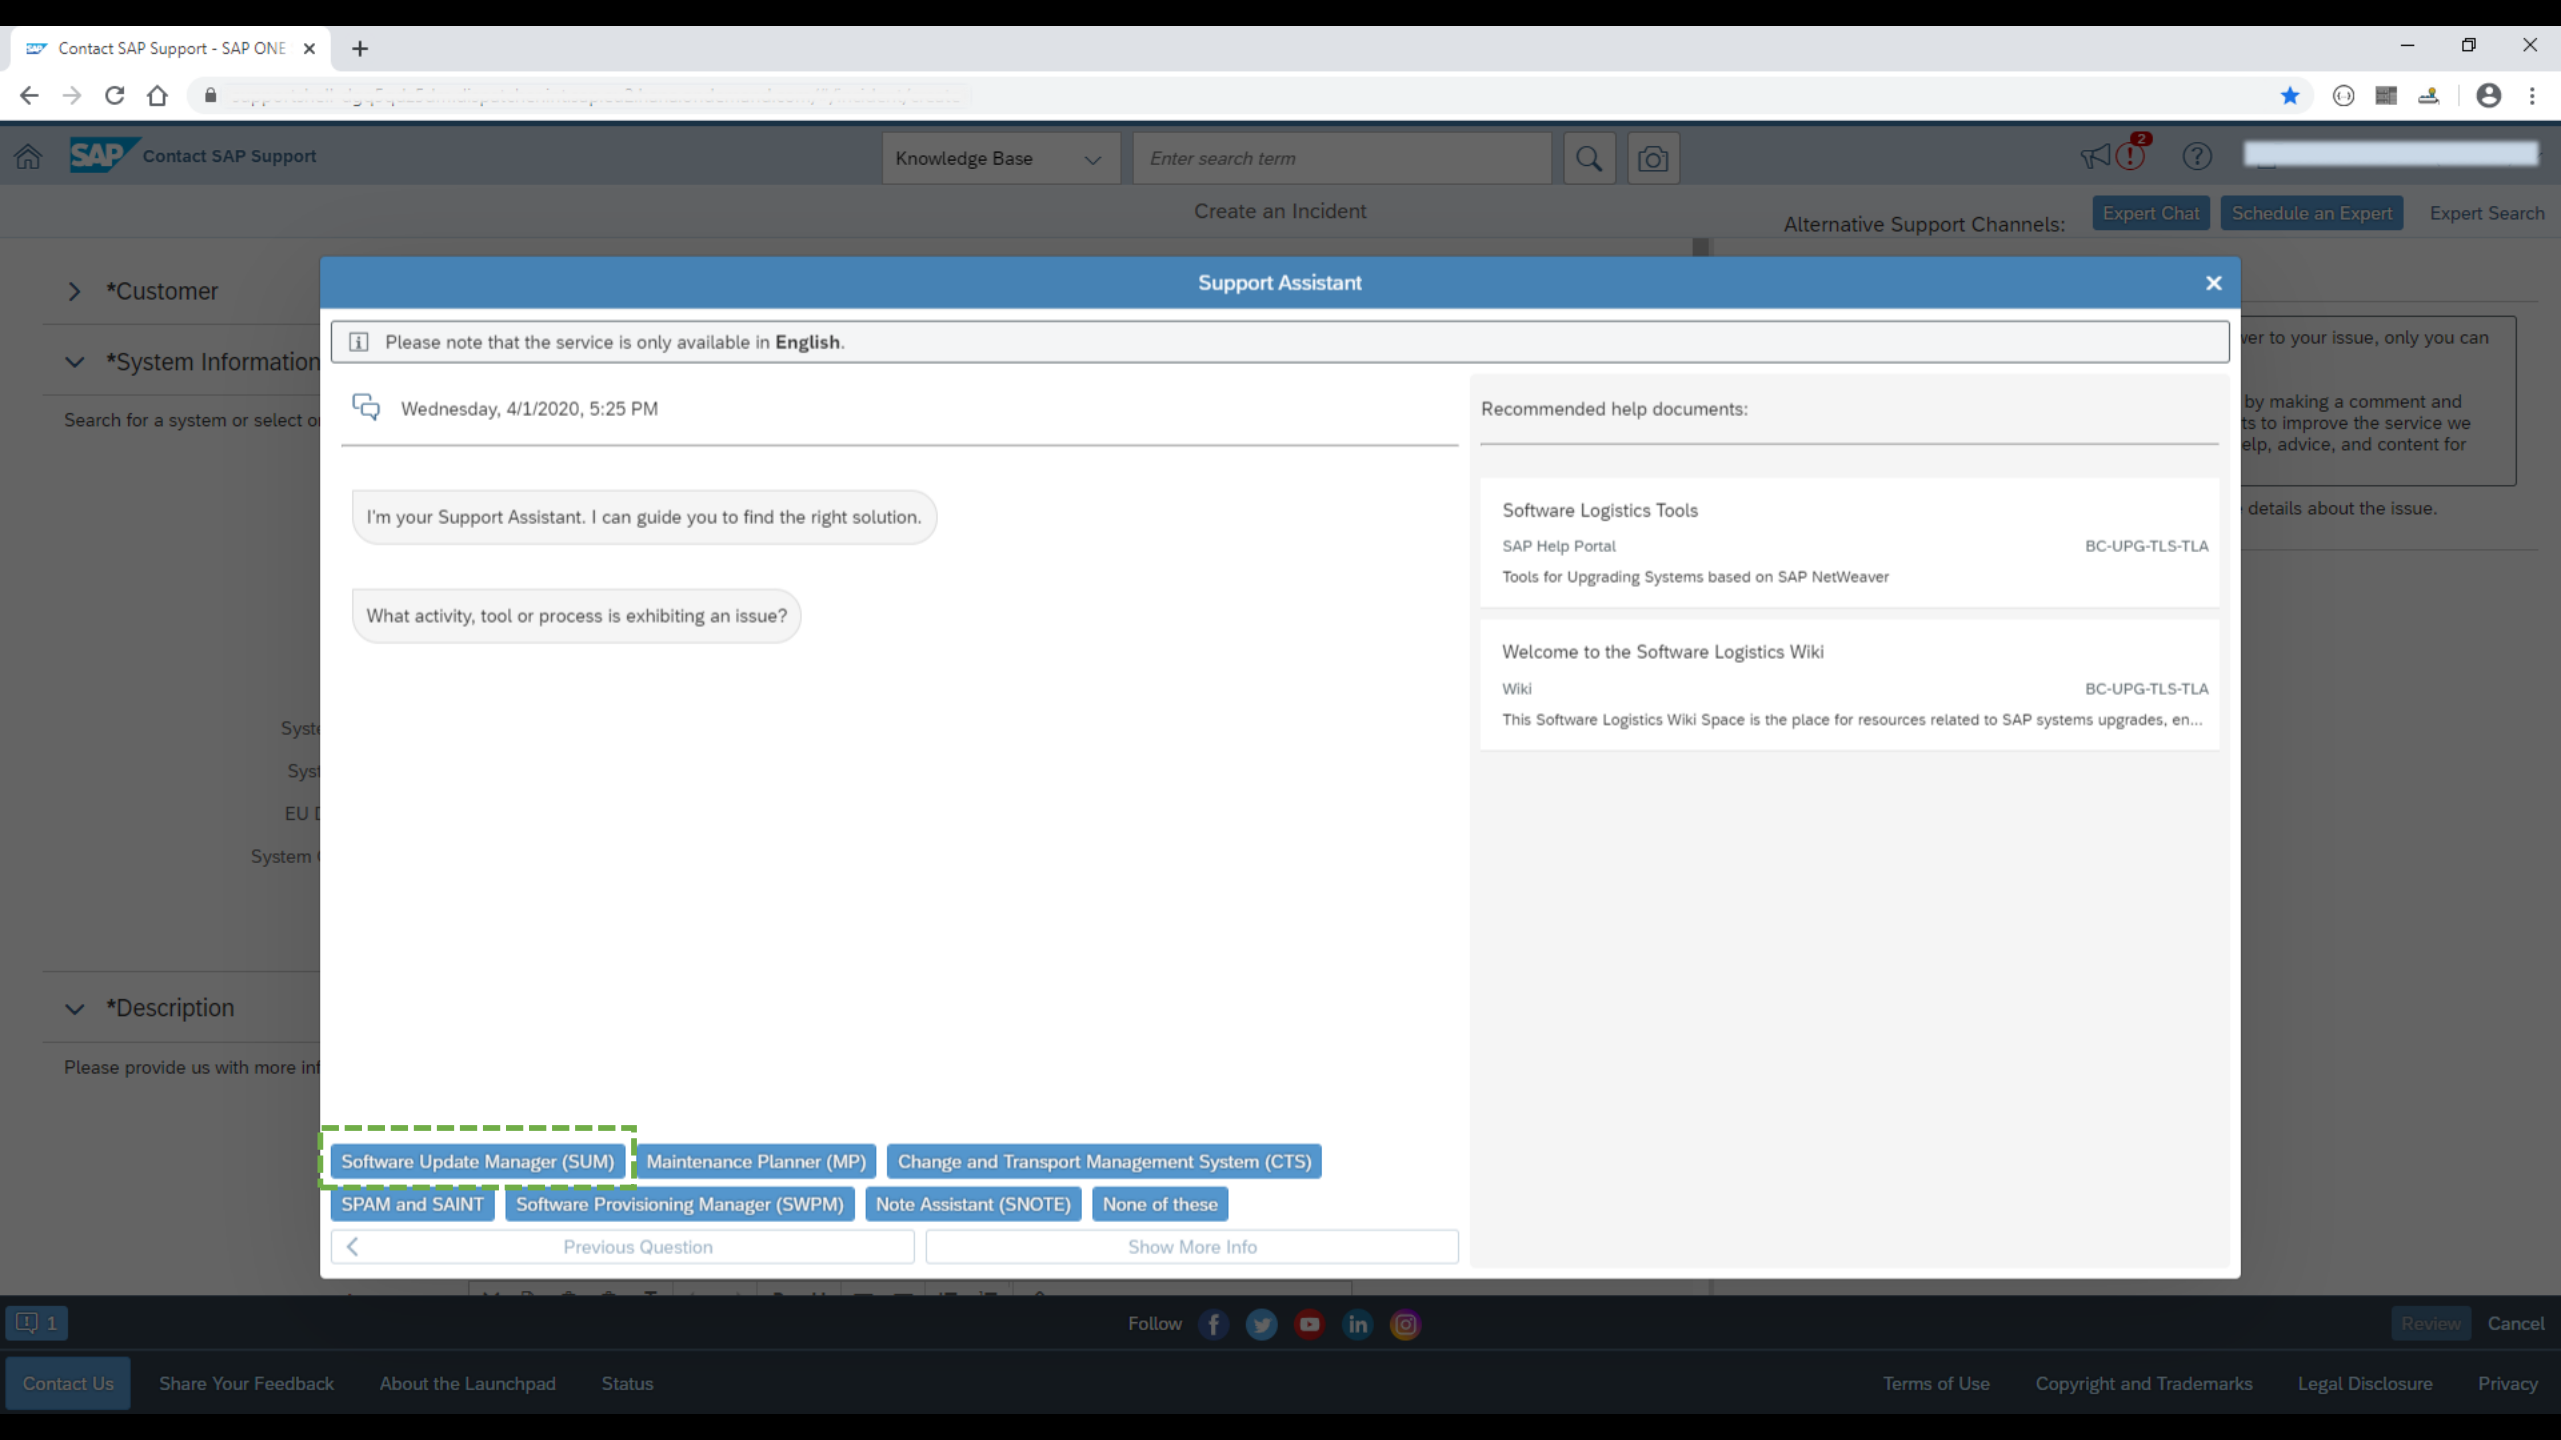 Contact SAP Support - SAP ONE
SAP Contact SAP Support
Knowledge Base
Enter search term
2
Create an Incident
Alternative Support Channels:
Expert Chat
Schedule an Expert
Expert Search
*Customer
*System Information
Search for a system or select
EU
System
*Description
Please provide us with more
ver to your issue, only you can
by making a comment and
ts to improve the service we
elp, advice, and content for
details about the issue.
Support Assistant
Please note that the service is only available in English.
Wednesday, 4/1/2020, 5:25 PM
I'm your Support Assistant. I can guide you to find the right solution.
What activity, tool or process is exhibiting an issue?
Recommended help documents:
Software Logistics Tools
SAP Help Portal BC-UPG-TLS-TLA
Tools for Upgrading Systems based on SAP NetWeaver
Welcome to the Software Logistics Wiki
Wiki BC-UPG-TLS-TLA
This Software Logistics Wiki Space is the place for resources related to SAP systems upgrades, en...
Software Update Manager (SUM) Maintenance Planner (MP) Change and Transport Management System (CTS)
SPAM and SAINT Software Provisioning Manager (SWPM) Note Assistant (SNOTE) None of these
Previous Question Show More Info
1
Follow
Review Cancel
Contact Us Share Your Feedback About the Launchpad Status
Terms of Use Copyright and Trademarks Legal Disclosure Privacy